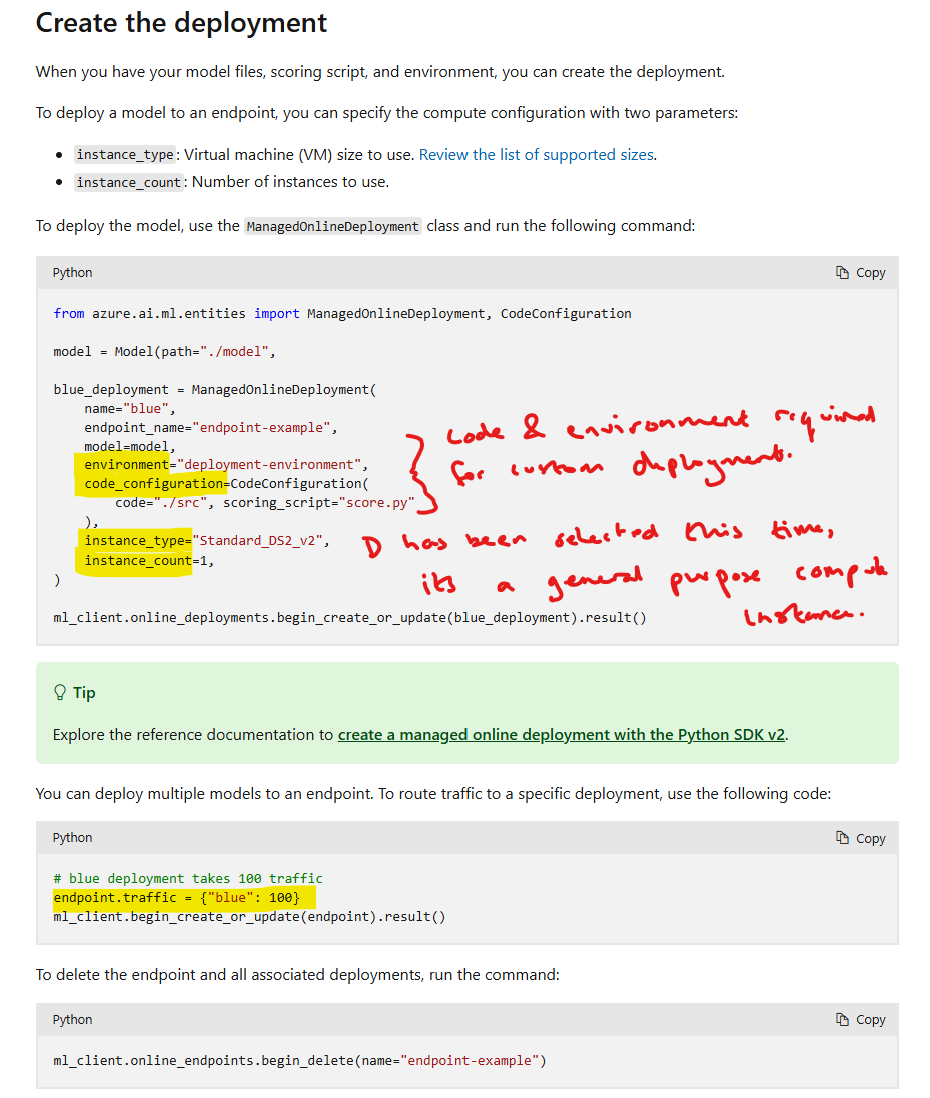 Create the deployment
When you have your model files, scoring script, and environment, you can create the deployment.
To deploy a model to an endpoint, you can specify the compute configuration with two parameters:
• instance_type: Virtual machine (VM) size to use. Review the list of supported sizes.
• instance_count: Number of instances to use.
To deploy the model, use the ManagedOnlineDeployment class and run the following command:
Python
Copy
from azure.ai.ml.entities import ManagedOnlineDeployment, CodeConfiguration
model = Model(path="./model",
blue_deployment = ManagedOnlineDeployment(
name="blue",
endpoint_name="endpoint-example",
model=model,
environment="deployment-environment",
code_configuration=CodeConfiguration(
code="./src", scoring_script="score.py"
),
instance_type="Standard_DS2_v2",
instance_count=1,
)
ml_client.online_deployments.begin_create_or_update(blue_deployment).result()
code & environment required
for custom deployment.
D has been selected this time,
its a general purpose compute
instance.
Tip
Explore the reference documentation to create a managed online deployment with the Python SDK v2.
You can deploy multiple models to an endpoint. To route traffic to a specific deployment, use the following code:
Python
Copy
# blue deployment takes 100 traffic
endpoint.traffic = {"blue": 100}
ml_client.begin_create_or_update(endpoint).result()
To delete the endpoint and all associated deployments, run the command:
Python
Copy
ml_client.online_endpoints.begin_delete(name="endpoint-example")